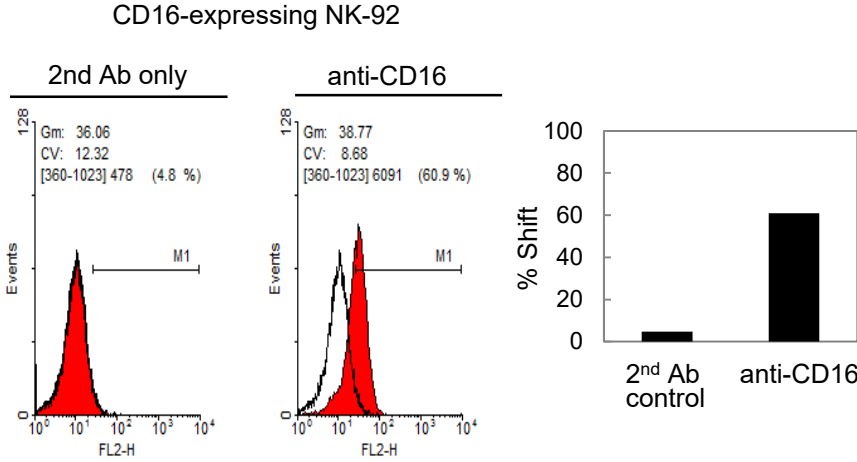 CD16-expressing NK-92
2nd Ab only
128
Gm: 36.06
CV: 12.32
[360-1023] 478 (4.8 %)
M1
Events
0
10⁰ 10¹ 10² 10³ 10⁴
FL2-H
anti-CD16
128
Gm: 38.77
CV: 8.68
[360-1023] 6091 (60.9 %)
M1
Events
0
10⁰ 10¹ 10² 10³ 10⁴
FL2-H
% Shift
100
80
60
40
20
0
2ⁿᵈ Ab
control
anti-CD16